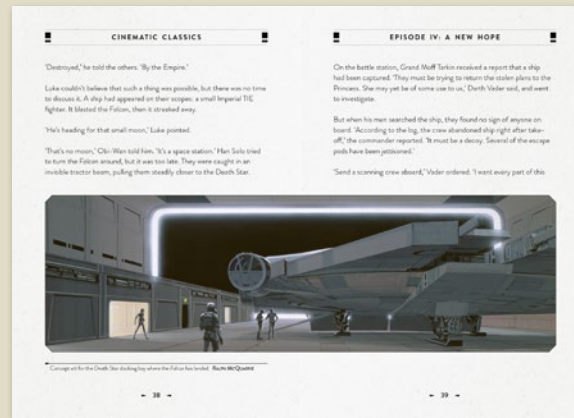 CINEMATIC CLASSICS
'Destroyed,' he told the others. 'By the Empire.'
Luke couldn't believe that such a thing was possible, but there was no time
to discuss it. A ship had appeared on their scopes: a small Imperial TIE
fighter. It blasted the Falcon, then it streaked away.
'He's heading for that small moon,' Luke pointed.
'That's no moon,' Obi-Wan told him. 'It's a space station.' Han Solo tried
to turn the Falcon around, but it was too late. They were caught in an
invisible tractor beam, pulling them steadily closer to the Death Star.
EPISODE IV: A NEW HOPE
On the battle station, Grand Moff Tarkin received a report that a ship
had been captured. 'They must be trying to return the stolen plans to the
Princess. She may yet be of some use to us,' Darth Vader said, and went
to investigate.
But when his men searched the ship, they found no sign of anyone on
board. 'According to the log, the crew abandoned ship right after take-
off,' the commander reported. 'It must be a decoy. Several of the escape
pods have been jettisoned.'
'Send a scanning crew aboard,' Vader ordered. 'I want every part of this
Concept art for the Death Star docking bay where the Falcon has landed. RALPH MCQUARRIE
38
39